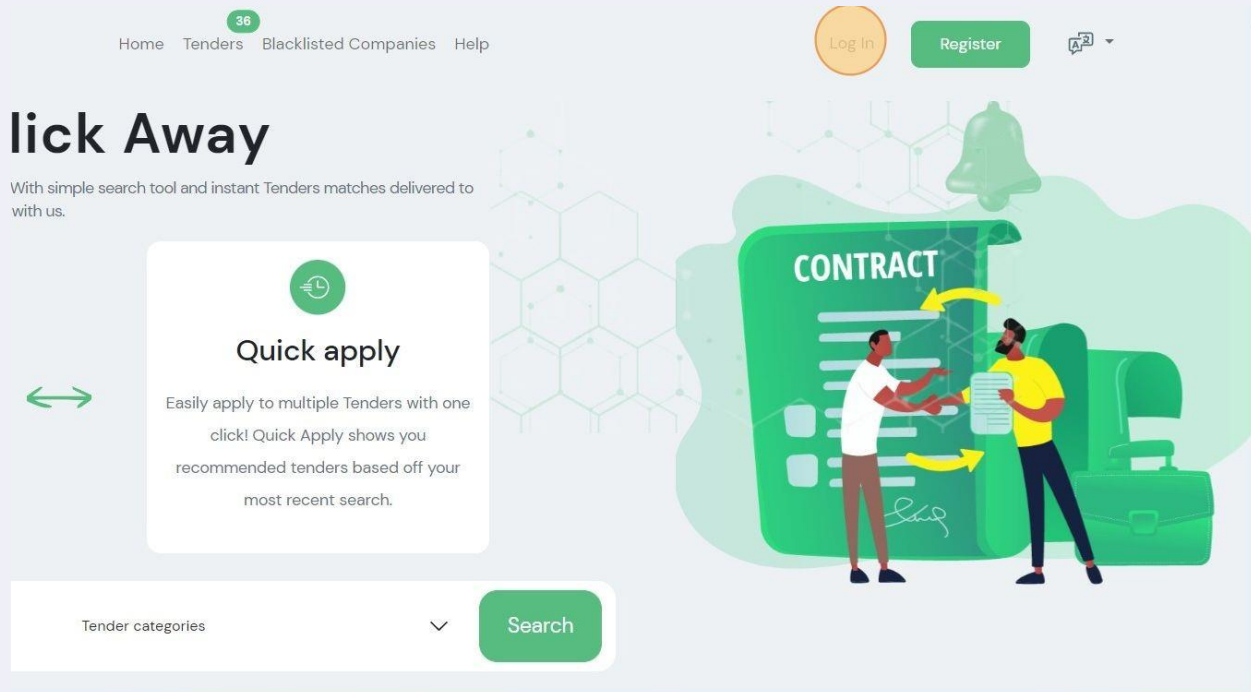 36
Home Tenders Blacklisted Companies Help
Log In
Register
lick Away
With simple search tool and instant Tenders matches delivered to
with us.
Quick apply
Easily apply to multiple Tenders with one
click! Quick Apply shows you
recommended tenders based off your
most recent search.
CONTRACT
Tender categories
Search